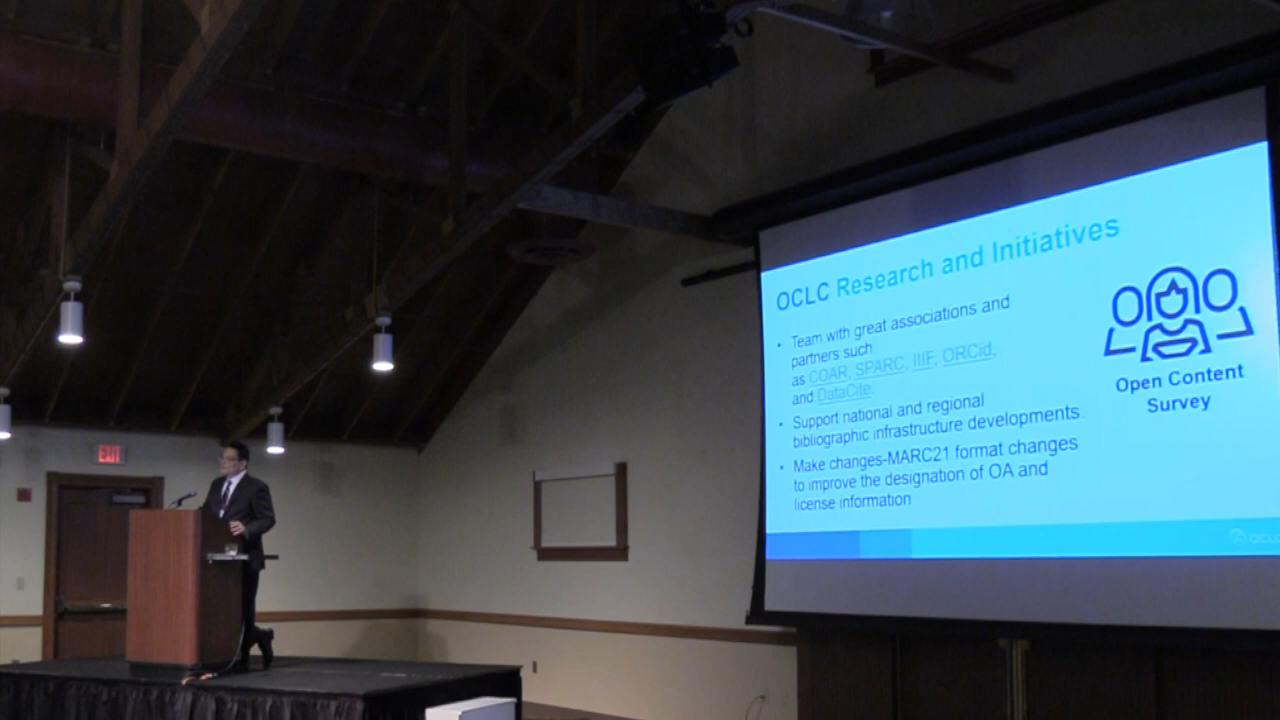 EXIT
OCLC Research and Initiatives
• Team with great associations and
partners such
as COAR, SPARC, IIIF, ORCid,
and DataCite.
• Support national and regional
bibliographic infrastructure developments.
• Make changes-MARC21 format changes
to improve the designation of OA and
license information
Open Content
Survey
OCLC